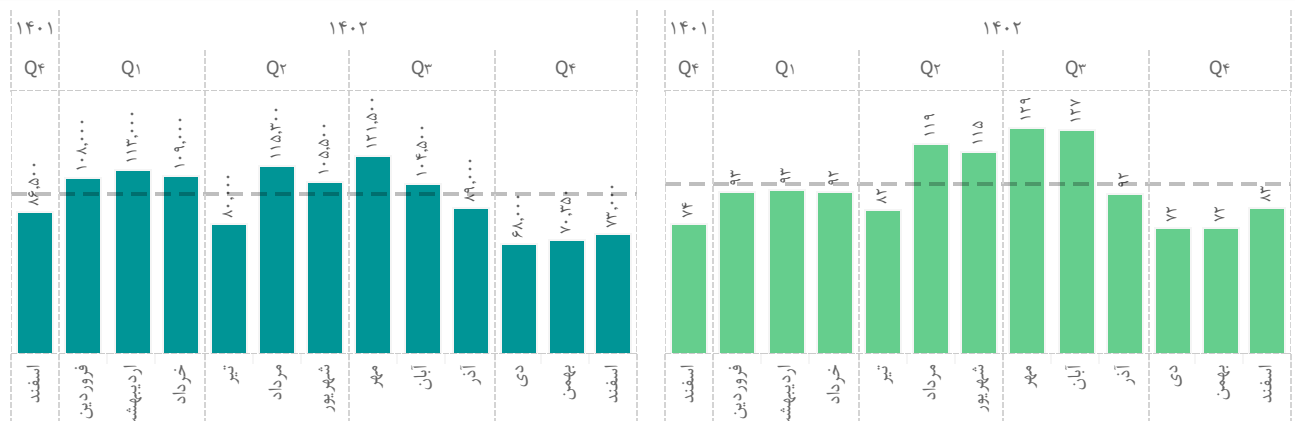 ۱۴۰۱ ۱۴۰۲
Q۴ Q۱ Q۲ Q۳ Q۴
۸۶,۵۰۰ ۱۰۸,۰۰۰ ۱۱۳,۰۰۰ ۱۰۹,۰۰۰ ۸۰,۰۰۰ ۱۱۵,۳۰۰ ۱۰۵,۵۰۰ ۱۲۱,۵۰۰ ۱۰۴,۵۰۰ ۸۹,۰۰۰ ۶۸,۰۰۰ ۷۰,۳۵۰ ۷۳,۰۰۰
اسفند فروردین اردیبهش خرداد تیر مرداد شهریور مهر آبان آذر دی بهمن اسفند
۱۴۰۱ ۱۴۰۲
Q۴ Q۱ Q۲ Q۳ Q۴
۷۴ ۹۳ ۹۳ ۹۲ ۸۲ ۱۱۹ ۱۱۵ ۱۲۹ ۱۲۷ ۹۲ ۷۲ ۷۲ ۸۳
اسفند فروردین اردیبهش خرداد تیر مرداد شهریور مهر آبان آذر دی بهمن اسفند